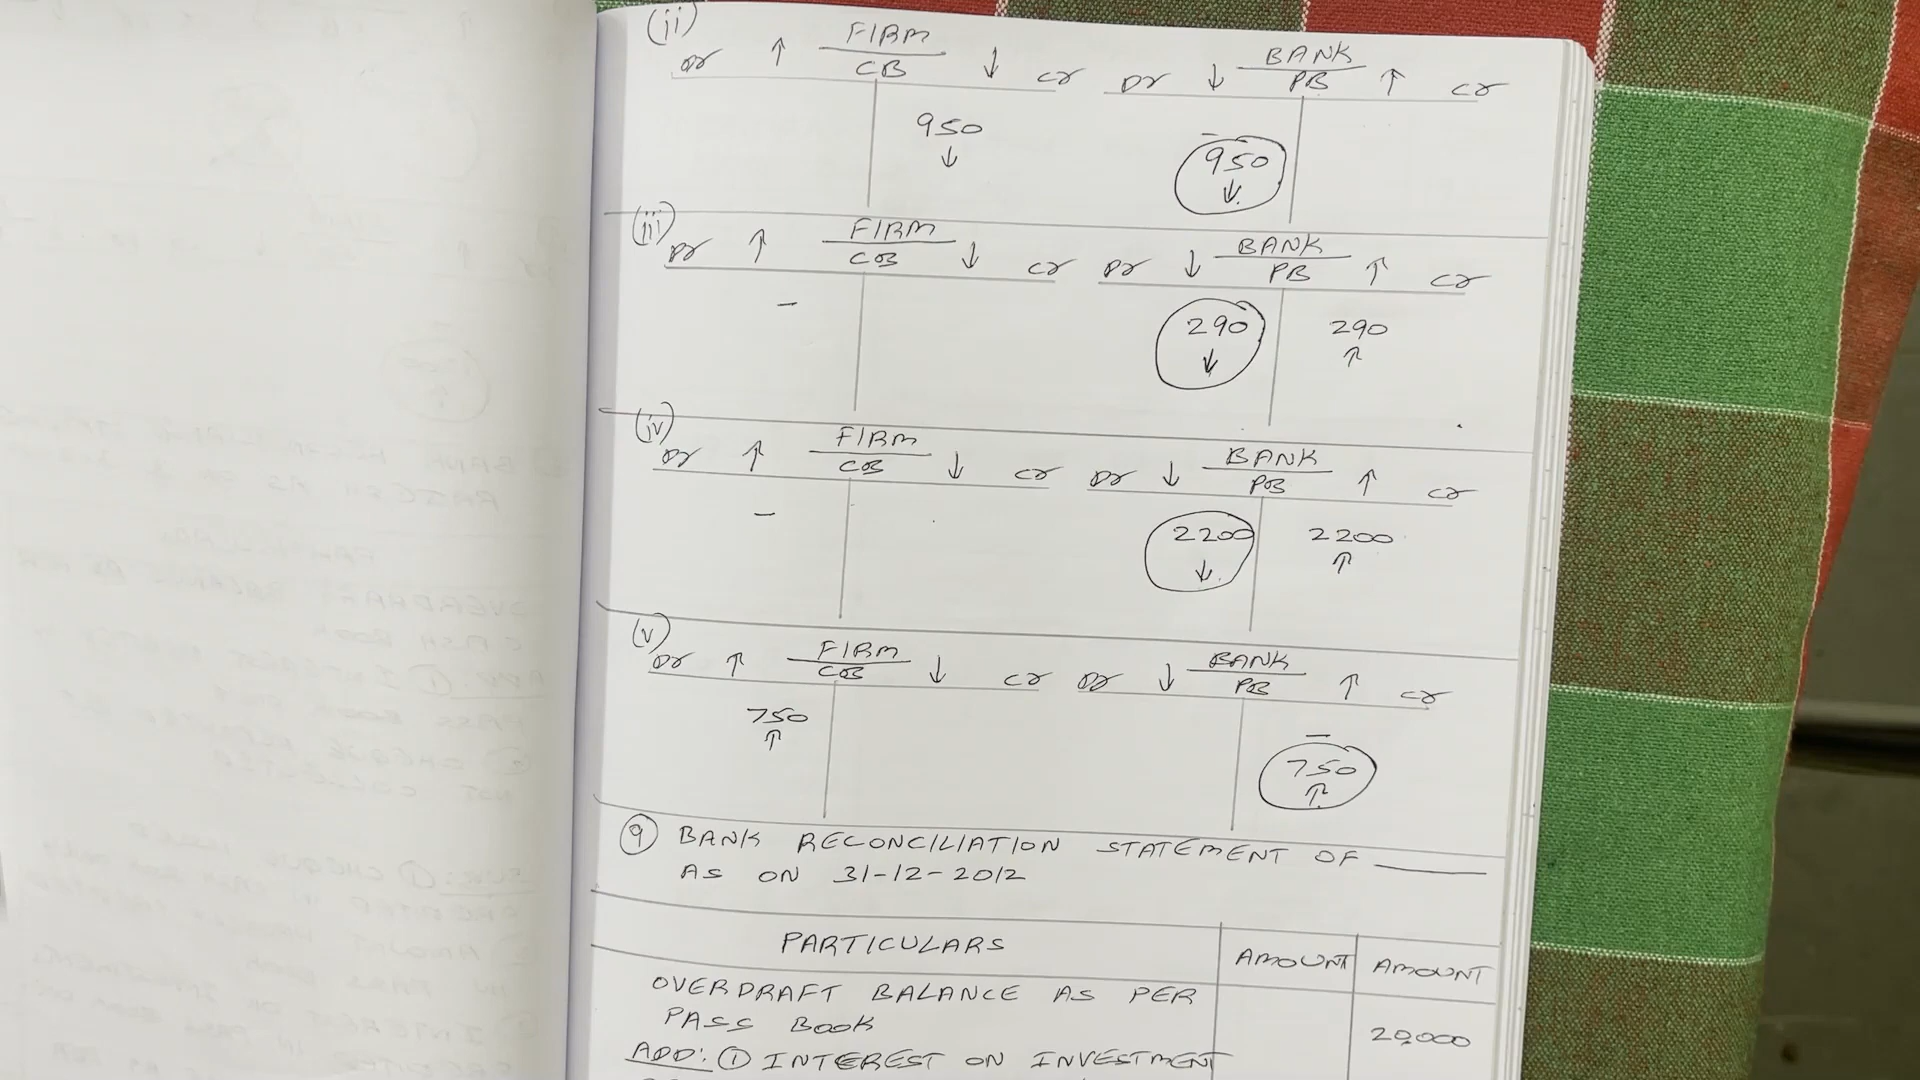 (ii)
Dr ↑ FIRM ↓ Cr Dr ↓ BANK ↑ Cr
CB PB
950 950
↓ ↓
(iii)
Dr ↑ FIRM ↓ Cr Dr ↓ BANK ↑ Cr
CB PB
— 290 290
↓ ↑
(iv)
Dr ↑ FIRM ↓ Cr Dr ↓ BANK ↑ Cr
CB PB
— 2200 2200
↓ ↑
(v)
Dr ↑ FIRM ↓ Cr Dr ↓ BANK ↑ Cr
CB PB
750 —
↑ 750
↑
9 BANK RECONCILIATION STATEMENT OF ______
AS ON 31-12-2012
PARTICULARS AMOUNT AMOUNT
OVERDRAFT BALANCE AS PER
PASS BOOK 20,000
ADD: 1 INTEREST ON INVESTMENT